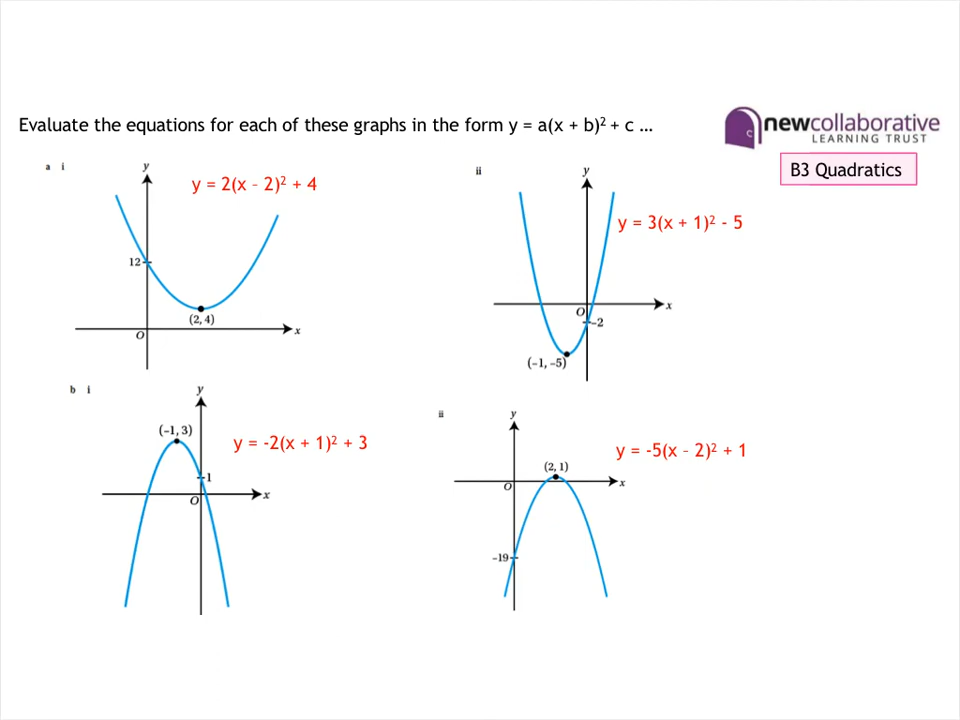 Evaluate the equations for each of these graphs in the form y = a(x + b)² + c ...
newcollaborative
LEARNING TRUST
B3 Quadratics
a i
y
y = 2(x – 2)² + 4
12
(2, 4)
O
x
ii
y
y = 3(x + 1)² - 5
x
O
-2
(-1, -5)
b i
y
(-1, 3)
y = -2(x + 1)² + 3
1
x
O
ii
y
y = -5(x – 2)² + 1
(2, 1)
O
x
-19